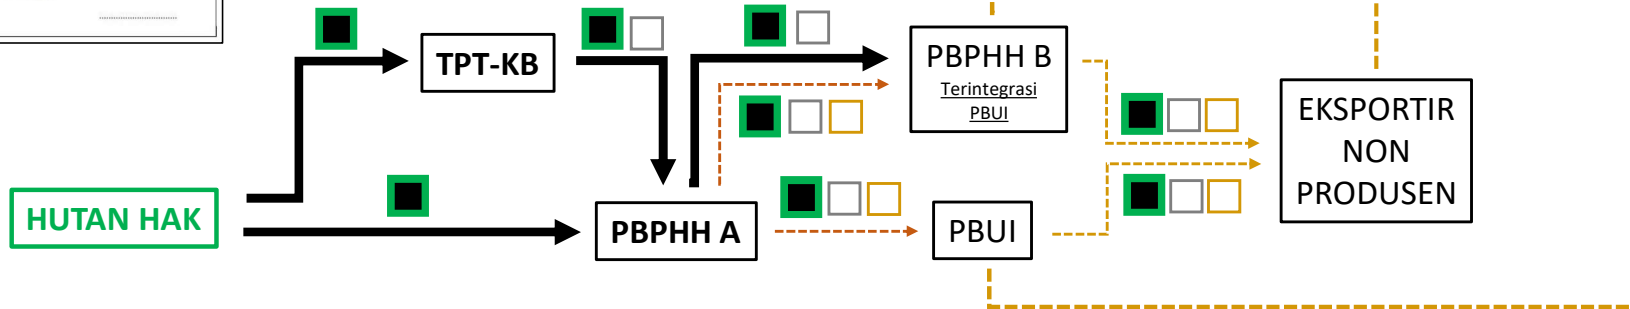 TPT-KB
PBPHH B
Terintegrasi
PBUI
EKSPORTIR
NON
PRODUSEN
HUTAN HAK
PBPHH A
PBUI